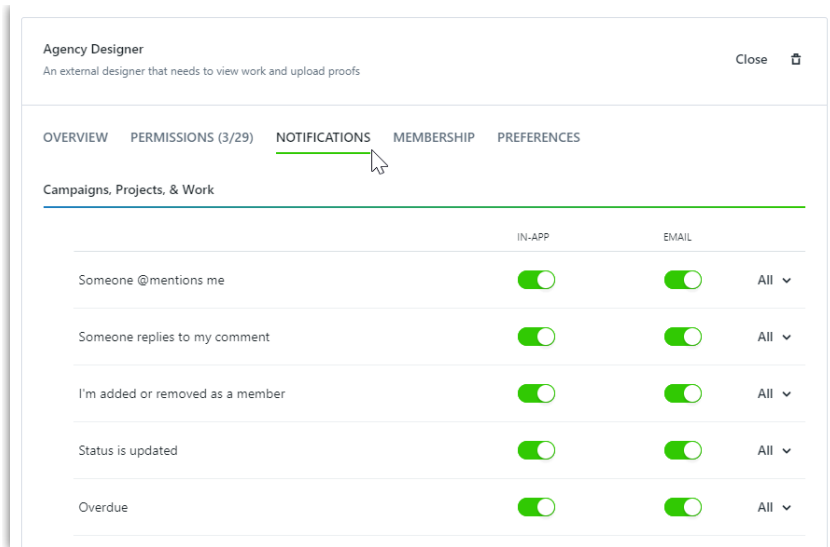 Agency Designer
An external designer that needs to view work and upload proofs
Close
OVERVIEW PERMISSIONS (3/29) NOTIFICATIONS MEMBERSHIP PREFERENCES
Campaigns, Projects, & Work
IN-APP EMAIL
Someone @mentions me All
Someone replies to my comment All
I'm added or removed as a member All
Status is updated All
Overdue All